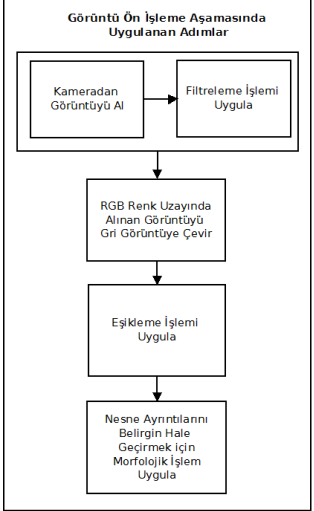 Görüntü Ön İşleme Aşamasında
Uygulanan Adımlar
Kameradan
Görüntüyü Al
Filtreleme İşlemi
Uygula
RGB Renk Uzayında
Alınan Görüntüyü
Gri Görüntüye Çevir
Eşikleme İşlemi
Uygula
Nesne Ayrıntılarını
Belirgin Hale
Geçirmek için
Morfolojik İşlem
Uygula